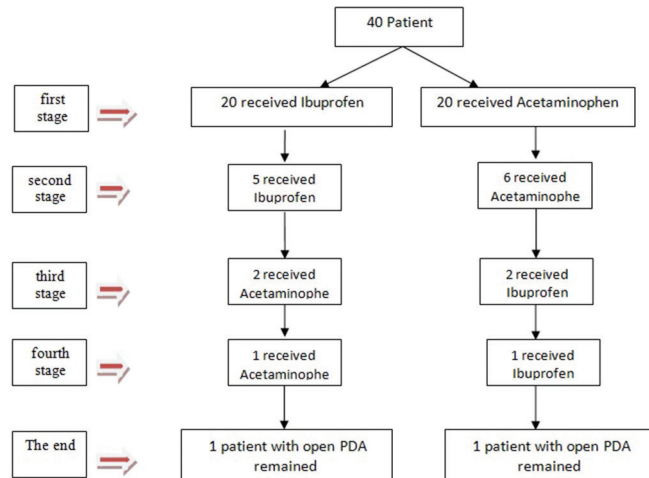 40 Patient
first
stage
20 received Ibuprofen
20 received Acetaminophen
second
stage
5 received
Ibuprofen
6 received
Acetaminophe
third
stage
2 received
Acetaminophe
2 received
Ibuprofen
fourth
stage
1 received
Acetaminophe
1 received
Ibuprofen
The end
1 patient with open PDA
remained
1 patient with open PDA
remained